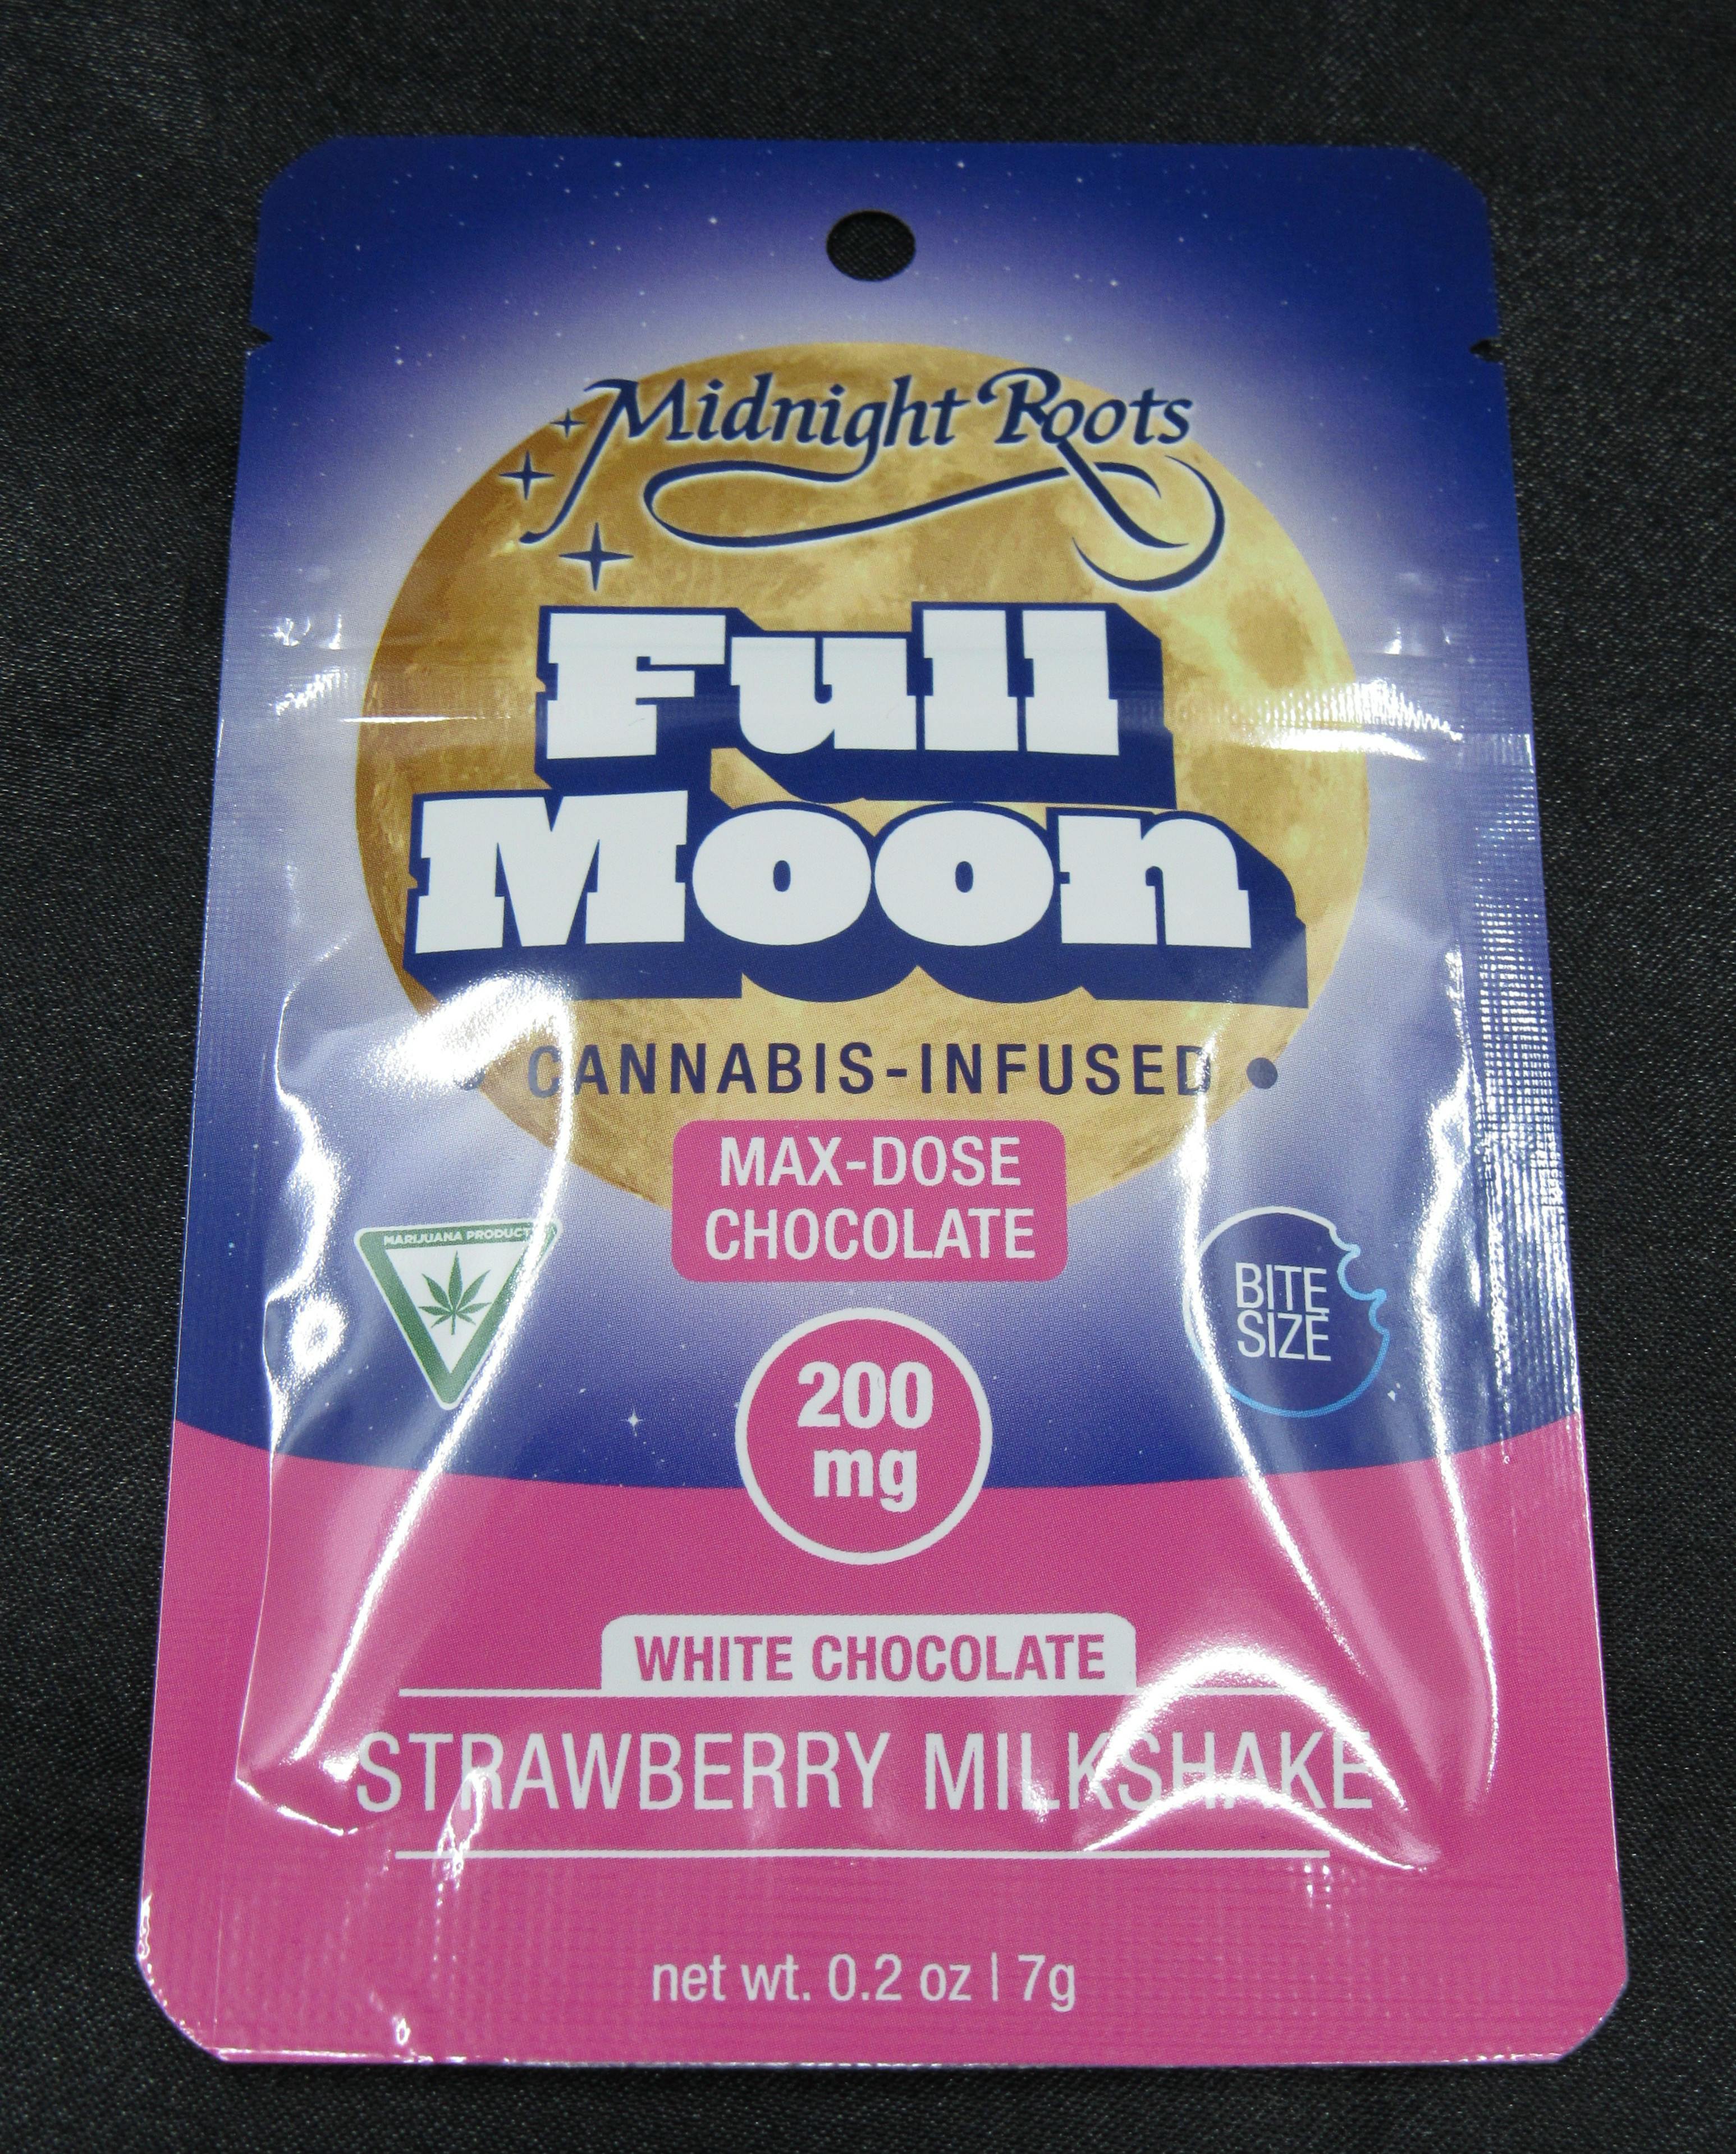 Midnight Roots
Full
Moon
• CANNABIS-INFUSED •
MAX-DOSE
CHOCOLATE
MARIJUANA PRODUCT
BITE
SIZE
200
mg
WHITE CHOCOLATE
STRAWBERRY MILKSHAKE
net wt. 0.2 oz | 7g